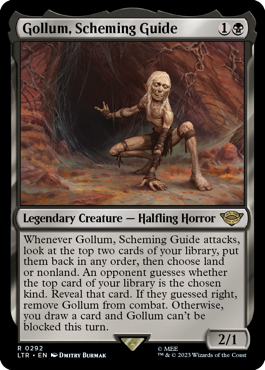 Gollum, Scheming Guide 1
Legendary Creature — Halfling Horror
Whenever Gollum, Scheming Guide attacks,
look at the top two cards of your library, put
them back in any order, then choose land
or nonland. An opponent guesses whether
the top card of your library is the chosen
kind. Reveal that card. If they guessed right,
remove Gollum from combat. Otherwise,
you draw a card and Gollum can't be
blocked this turn.
2/1
R 0292
LTR • EN Dmitry Burmak
© MEE
™ & © 2023 Wizards of the Coast